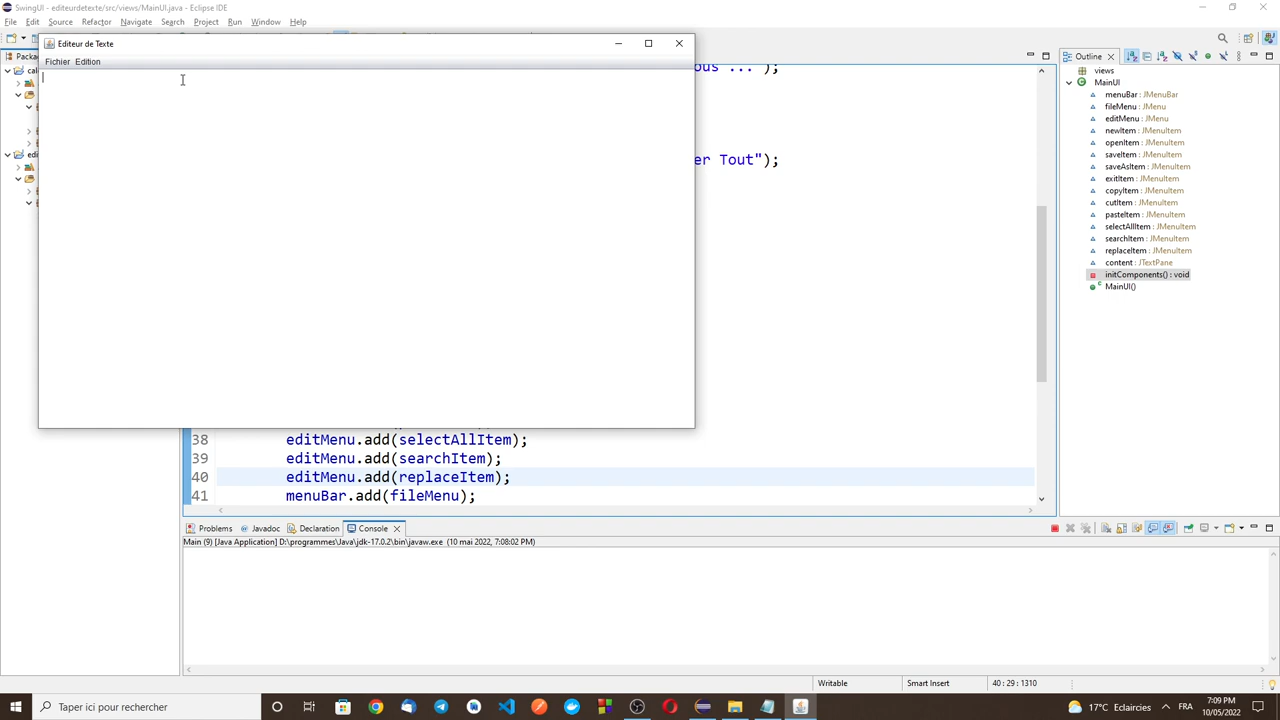 SwingUI - editeurdetexte/src/views/MainUI.java - Eclipse IDE
File Edit Source Refactor Navigate Search Project Run Window Help
Editeur de Texte
Fichier Edition
Packa
cal
edi
ous ... );
er Tout");
38 editMenu.add(selectAllItem);
39 editMenu.add(searchItem);
40 editMenu.add(replaceItem);
41 menuBar.add(fileMenu);
Outline
views
MainUI
menuBar : JMenuBar
fileMenu : JMenu
editMenu : JMenu
newItem : JMenuItem
openItem : JMenuItem
saveItem : JMenuItem
saveAsItem : JMenuItem
exitItem : JMenuItem
copyItem : JMenuItem
cutItem : JMenuItem
pasteItem : JMenuItem
selectAllItem : JMenuItem
searchItem : JMenuItem
replaceItem : JMenuItem
content : JTextPane
initComponents() : void
MainUI()
Problems Javadoc Declaration Console
Main (9) [Java Application] D:\programmes\Java\jdk-17.0.2\bin\javaw.exe (10 mai 2022, 7:08:02 PM)
Writable Smart Insert 40 : 29 : 1310
Taper ici pour rechercher
17°C Eclaircies FRA
7:09 PM
10/05/2022